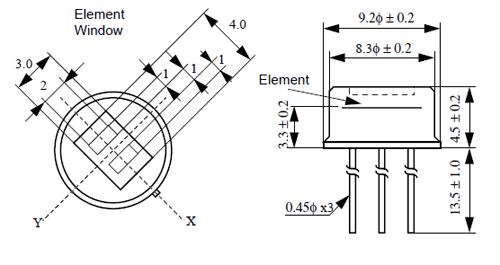 Element
Window
4.0
3.0
2
1
1
1
Y
X
9.2ϕ ± 0.2
8.3ϕ ± 0.2
Element
3.3 ± 0.2
4.5 ± 0.2
13.5 ± 1.0
0.45ϕ x3